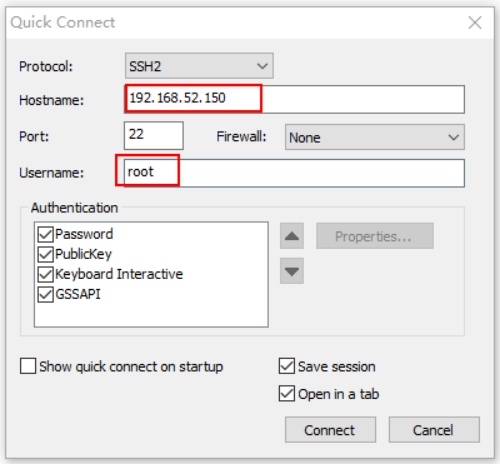 Quick Connect
Protocol: SSH2
Hostname: 192.168.52.150
Port: 22 Firewall: None
Username: root
Authentication
Password
PublicKey Properties...
Keyboard Interactive
GSSAPI
Show quick connect on startup Save session
Open in a tab
Connect Cancel